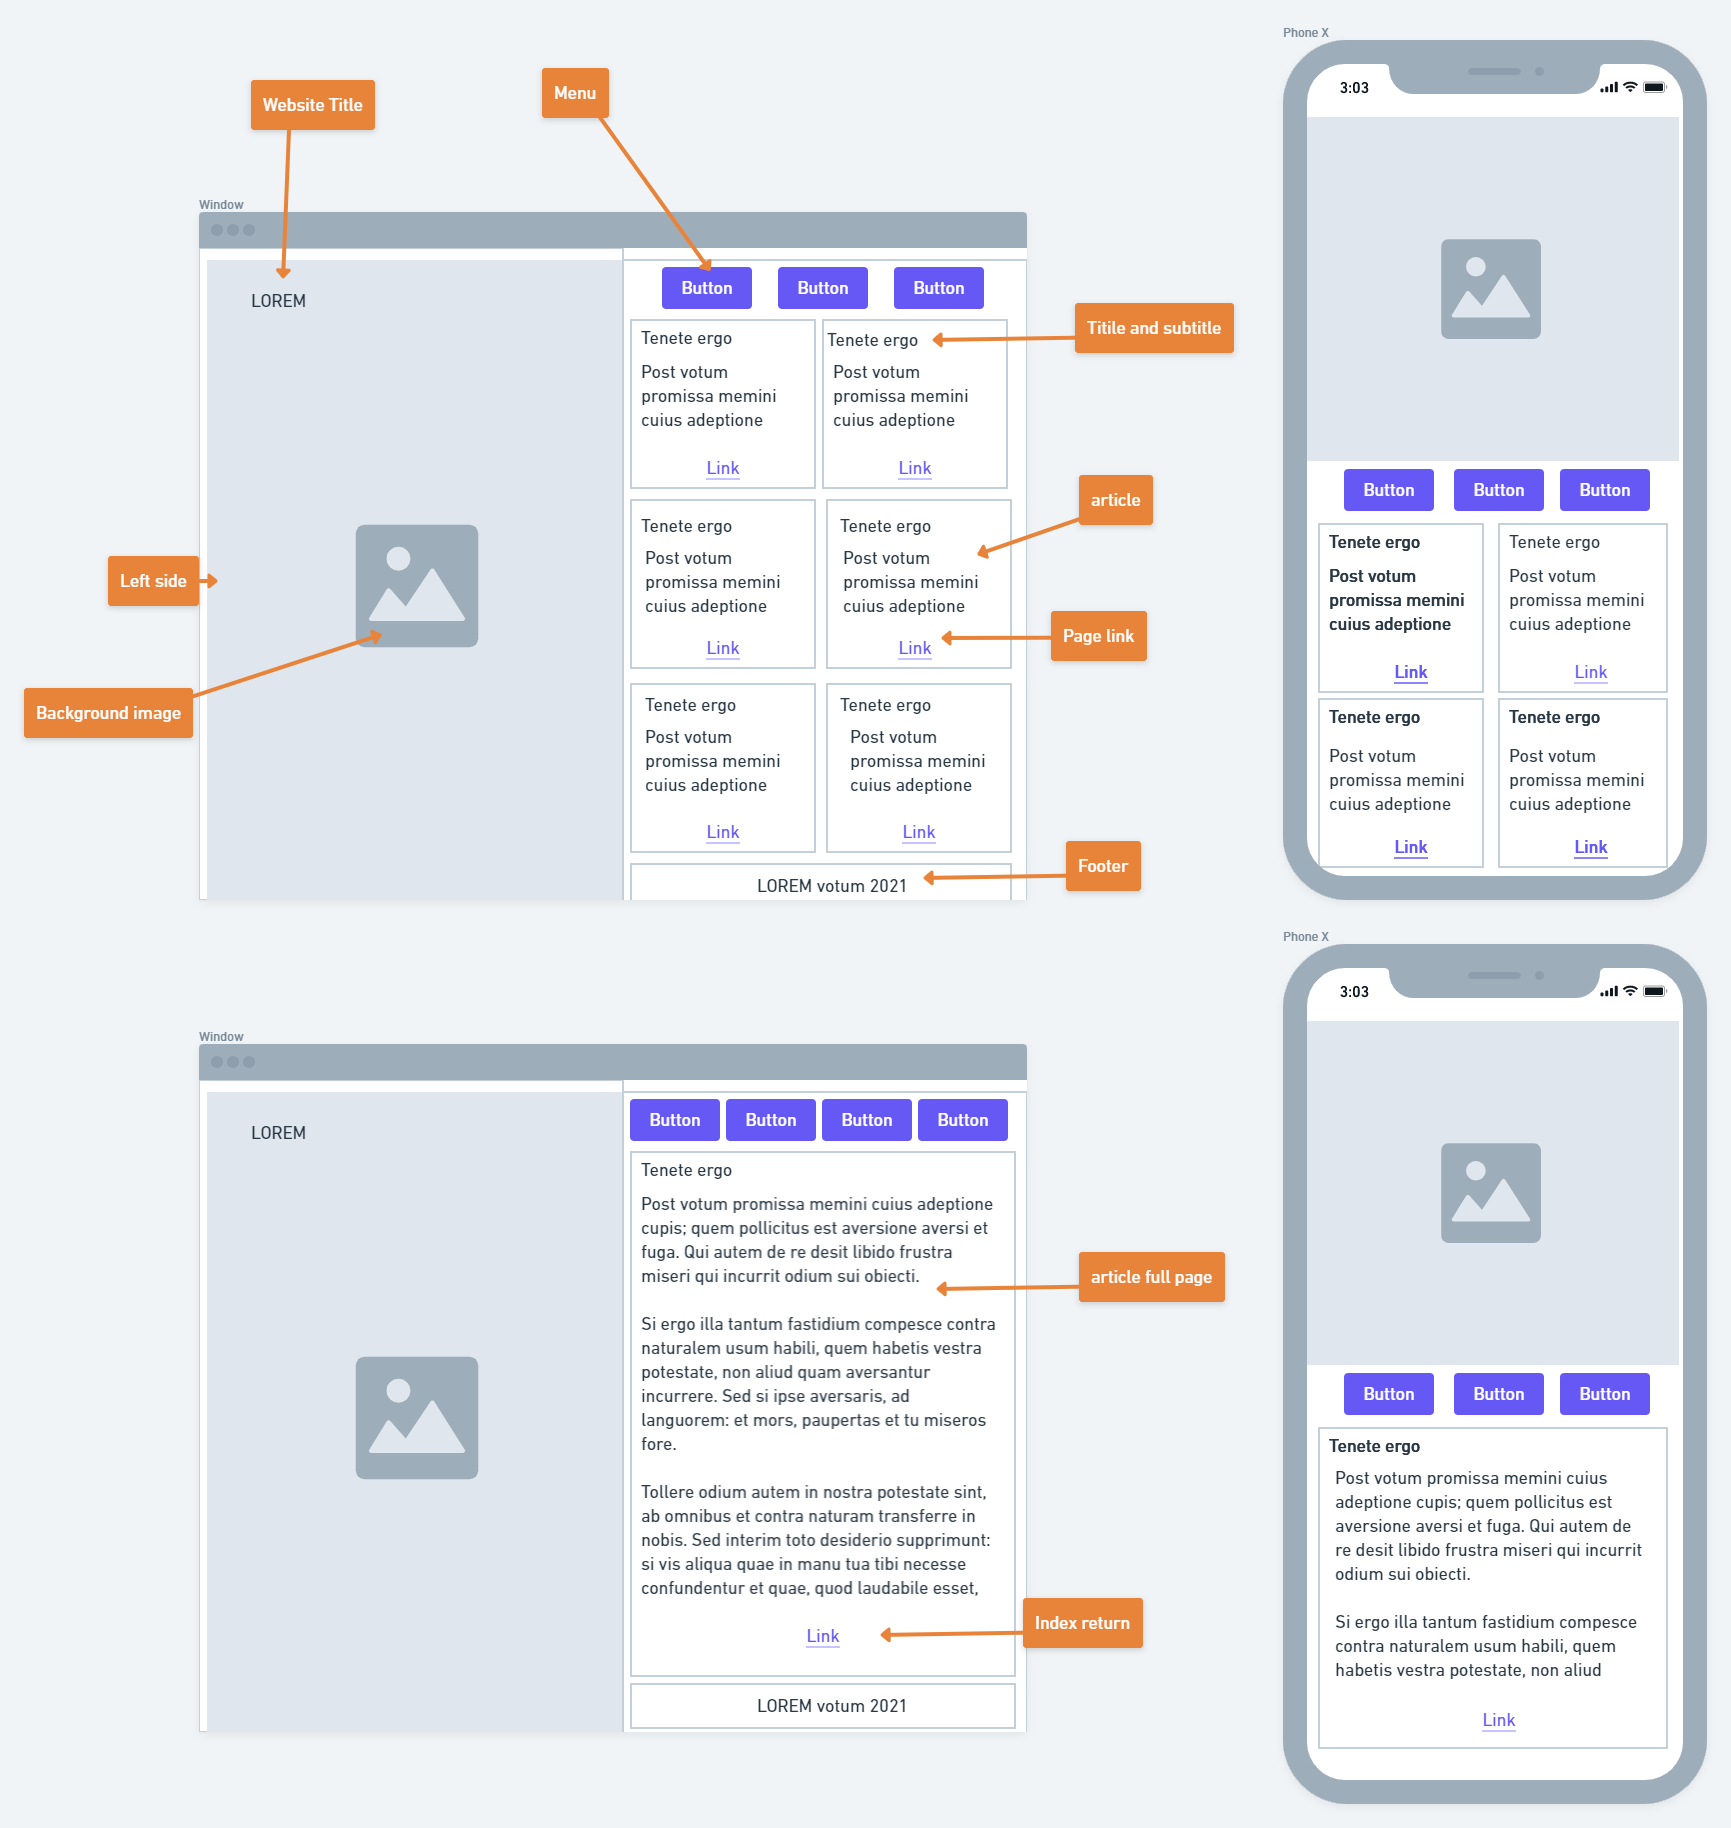 Phone X
3:03
Website Title
Menu
Window
LOREM
Button Button Button
Tenete ergo
Post votum
promissa memini
cuius adeptione
Link
Tenete ergo
Post votum
promissa memini
cuius adeptione
Link
Titile and subtitle
Tenete ergo
Post votum
promissa memini
cuius adeptione
Link
Tenete ergo
Post votum
promissa memini
cuius adeptione
Link
article
Page link
Left side
Background image
Tenete ergo
Post votum
promissa memini
cuius adeptione
Link
Tenete ergo
Post votum
promissa memini
cuius adeptione
Link
Footer
LOREM votum 2021
Button Button Button
Tenete ergo
Post votum
promissa memini
cuius adeptione
Link
Tenete ergo
Post votum
promissa memini
cuius adeptione
Link
Tenete ergo
Post votum
promissa memini
cuius adeptione
Link
Tenete ergo
Post votum
promissa memini
cuius adeptione
Link
Window
LOREM
Button Button Button Button
Tenete ergo
Post votum promissa memini cuius adeptione
cupis; quem pollicitus est aversione aversi et
fuga. Qui autem de re desit libido frustra
miseri qui incurrit odium sui obiecti.
Si ergo illa tantum fastidium compesce contra
naturalem usum habili, quem habetis vestra
potestate, non aliud quam aversantur
incurrere. Sed si ipse aversaris, ad
languorem: et mors, paupertas et tu miseros
fore.
Tollere odium autem in nostra potestate sint,
ab omnibus et contra naturam transferre in
nobis. Sed interim toto desiderio supprimunt:
si vis aliqua quae in manu tua tibi necesse
confundentur et quae, quod laudabile esset,
Link
article full page
Index return
LOREM votum 2021
Phone X
3:03
Button Button Button
Tenete ergo
Post votum promissa memini cuius
adeptione cupis; quem pollicitus est
aversione aversi et fuga. Qui autem de
re desit libido frustra miseri qui incurrit
odium sui obiecti.
Si ergo illa tantum fastidium compesce
contra naturalem usum habili, quem
habetis vestra potestate, non aliud
Link